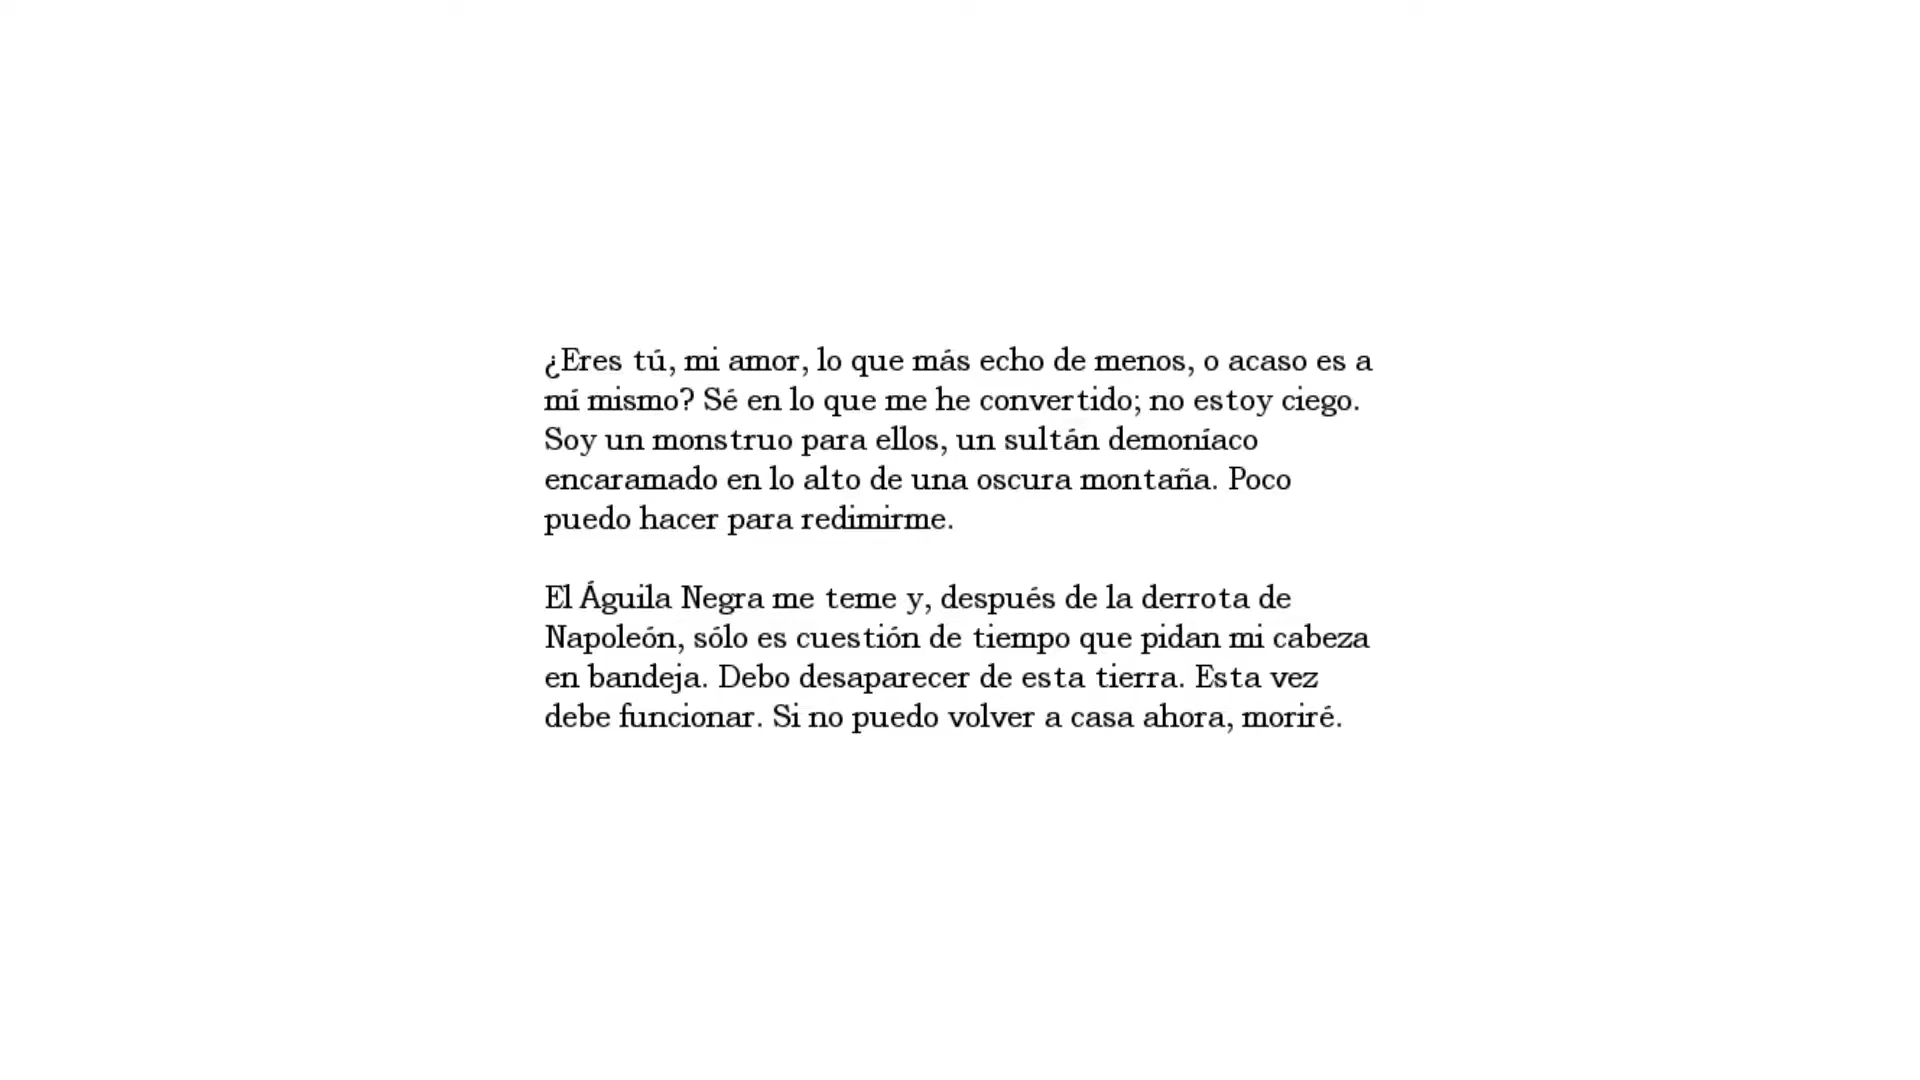 ¿Eres tú, mi amor, lo que más echo de menos, o acaso es a
mí mismo? Sé en lo que me he convertido; no estoy ciego.
Soy un monstruo para ellos, un sultán demoníaco
encaramado en lo alto de una oscura montaña. Poco
puedo hacer para redimirme.
El Águila Negra me teme y, después de la derrota de
Napoleón, sólo es cuestión de tiempo que pidan mi cabeza
en bandeja. Debo desaparecer de esta tierra. Esta vez
debe funcionar. Si no puedo volver a casa ahora, moriré.